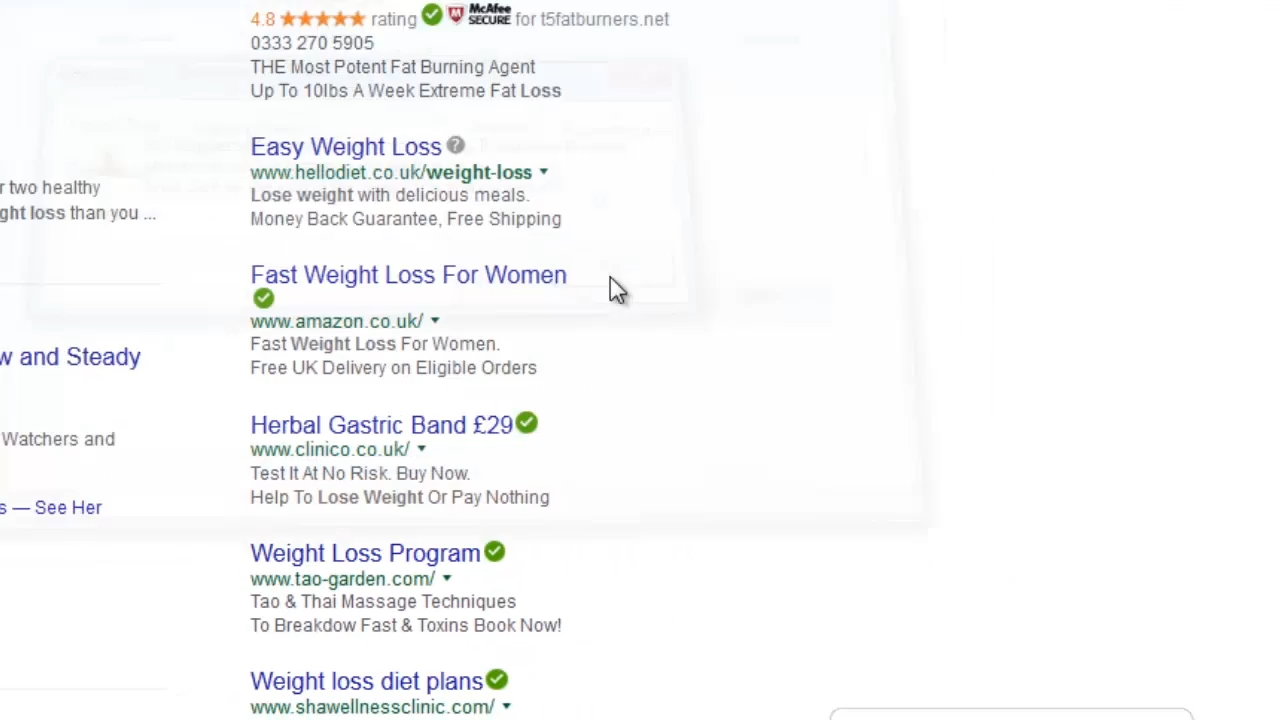 4.8 rating McAfee SECURE for t5fatburners.net
0333 270 5905
THE Most Potent Fat Burning Agent
Up To 10lbs A Week Extreme Fat Loss
Easy Weight Loss ?
www.hellodiet.co.uk/weight-loss
Lose weight with delicious meals.
Money Back Guarantee, Free Shipping
r two healthy
ght loss than you ...
Fast Weight Loss For Women
www.amazon.co.uk/
Fast Weight Loss For Women.
Free UK Delivery on Eligible Orders
w and Steady
Watchers and
s — See Her
Herbal Gastric Band £29
www.clinico.co.uk/
Test It At No Risk. Buy Now.
Help To Lose Weight Or Pay Nothing
Weight Loss Program
www.tao-garden.com/
Tao & Thai Massage Techniques
To Breakdow Fast & Toxins Book Now!
Weight loss diet plans
www.shawellnessclinic.com/